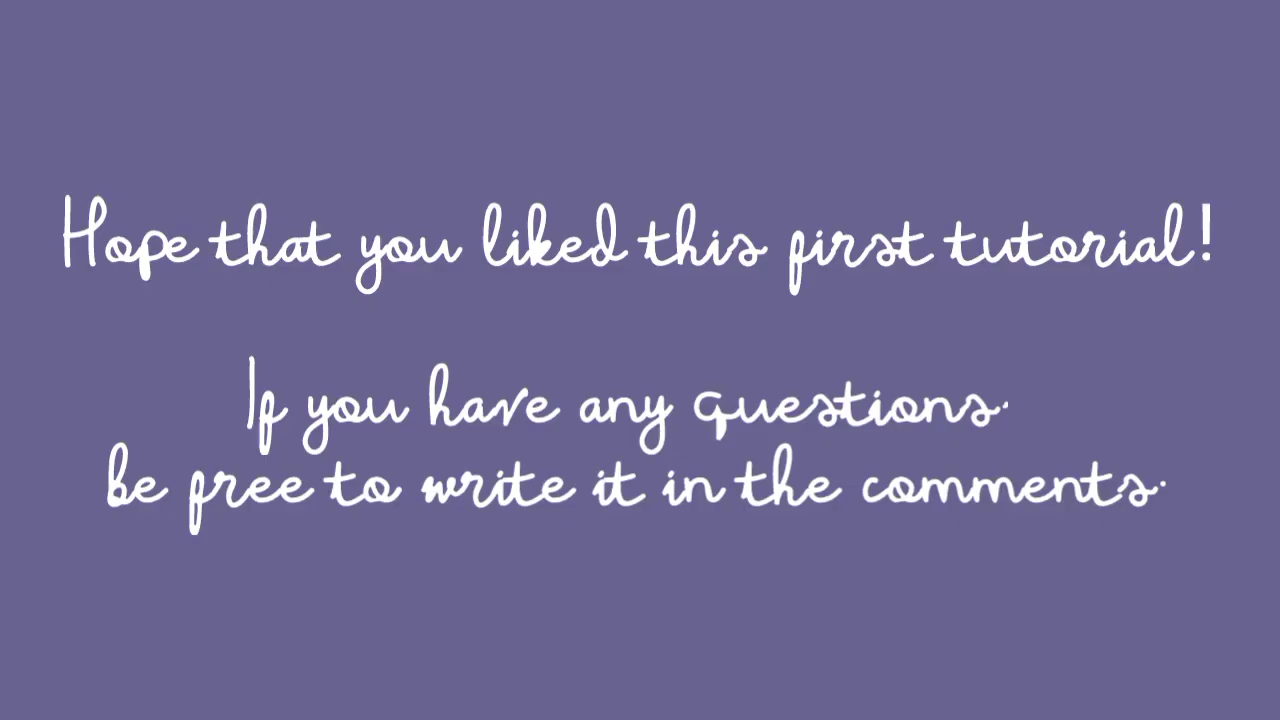 Hope that you liked this first tutorial!
If you have any questions.
be free to write it in the comments.